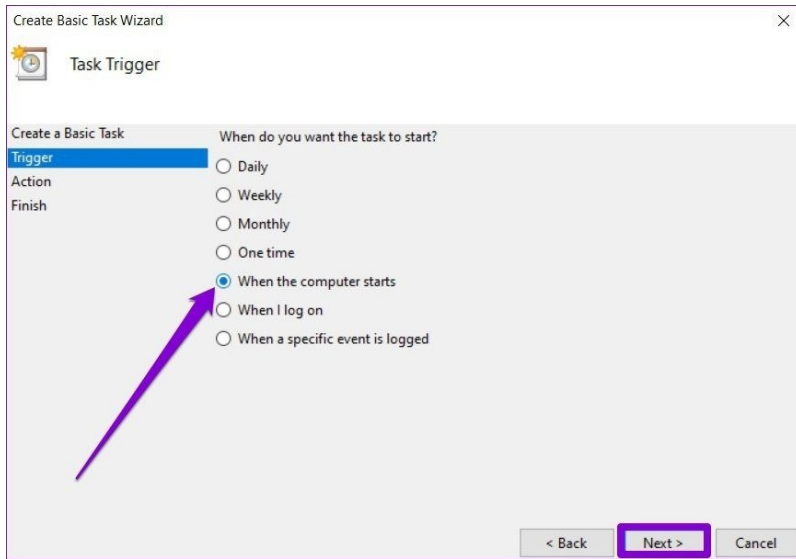 Create Basic Task Wizard
Task Trigger
Create a Basic Task
Trigger
Action
Finish
When do you want the task to start?
Daily
Weekly
Monthly
One time
When the computer starts
When I log on
When a specific event is logged
< Back
Next >
Cancel